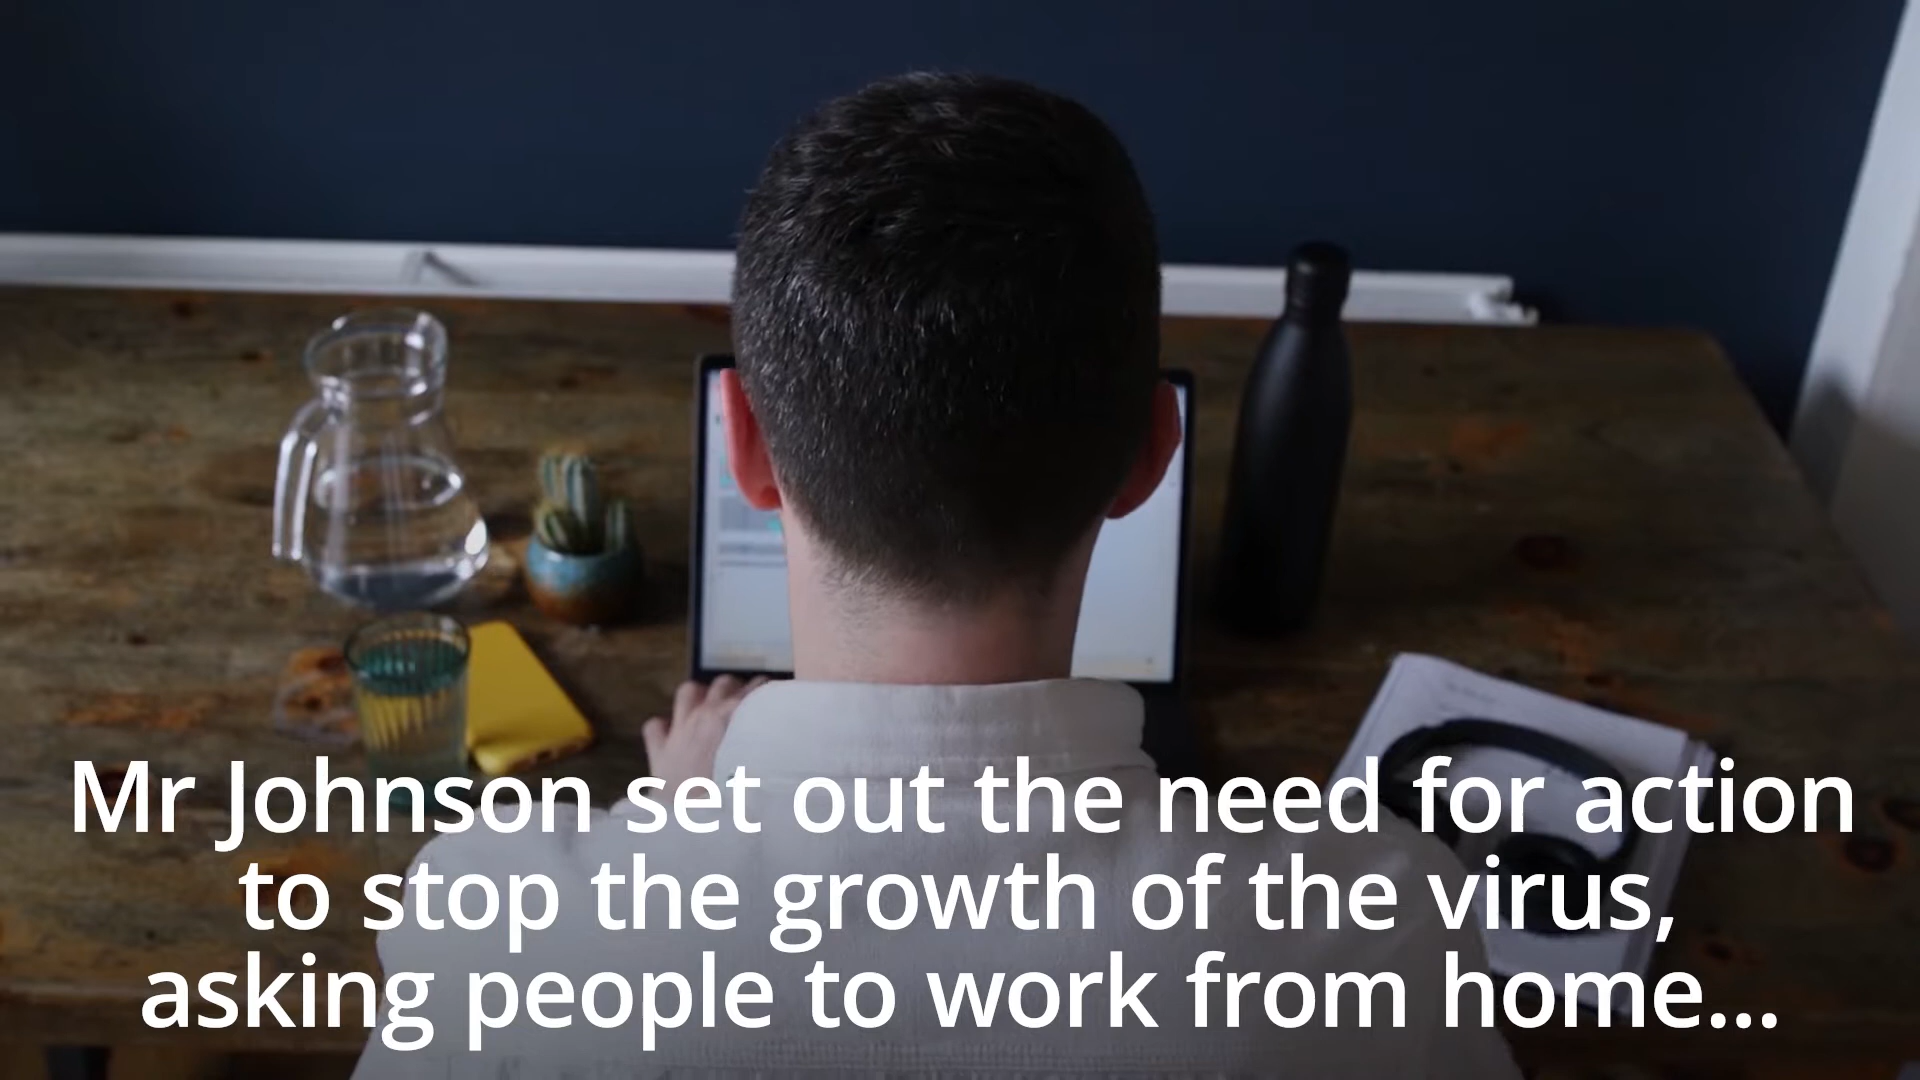 Mr Johnson set out the need for action
to stop the growth of the virus,
asking people to work from home...